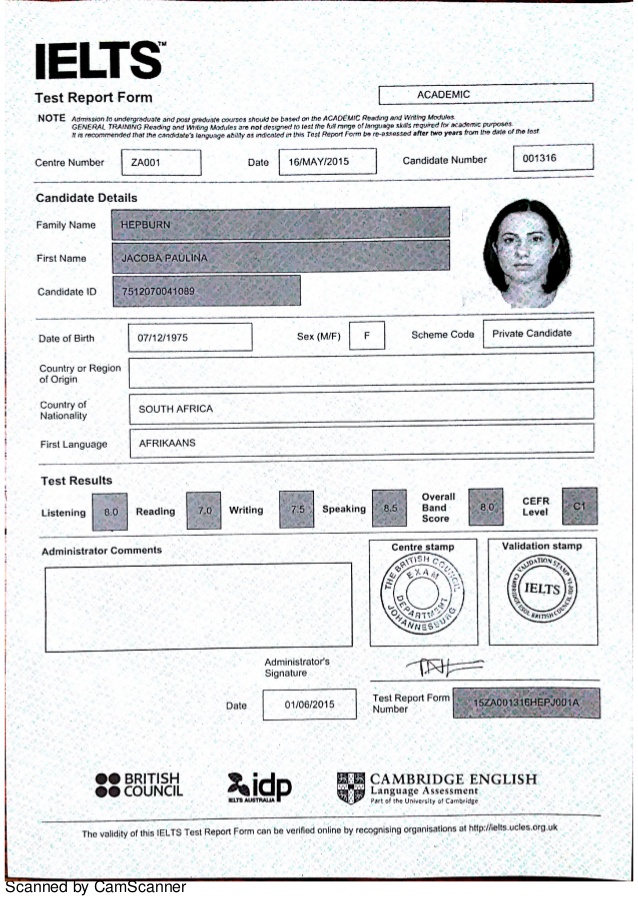 IELTS™
Test Report Form
ACADEMIC
NOTE Admission to undergraduate and post graduate courses should be based on the ACADEMIC Reading and Writing Modules.
GENERAL TRAINING Reading and Writing Modules are not designed to test the full range of language skills required for academic purposes.
It is recommended that the candidate's language ability as indicated in this Test Report Form be re-assessed after two years from the date of the test.
Centre Number ZA001 Date 16/MAY/2015 Candidate Number 001316
Candidate Details
Family Name HEPBURN
First Name JACOBA PAULINA
Candidate ID 7512070041089
Date of Birth 07/12/1975 Sex (M/F) F Scheme Code Private Candidate
Country or Region
of Origin
Country of
Nationality SOUTH AFRICA
First Language AFRIKAANS
Test Results
Listening 8.0 Reading 7.0 Writing 7.5 Speaking 8.5 Overall Band Score 8.0 CEFR Level C1
Administrator Comments
Centre stamp
THE BRITISH COUNCIL
EXAM
DEPARTMENT
JOHANNESBURG
Validation stamp
IELTS
Administrator's
Signature
Date 01/06/2015
Test Report Form
Number 15ZA001316HEPJ001A
BRITISH
COUNCIL
idp
IELTS AUSTRALIA
CAMBRIDGE ENGLISH
Language Assessment
Part of the University of Cambridge
The validity of this IELTS Test Report Form can be verified online by recognising organisations at http://ielts.ucles.org.uk
Scanned by CamScanner